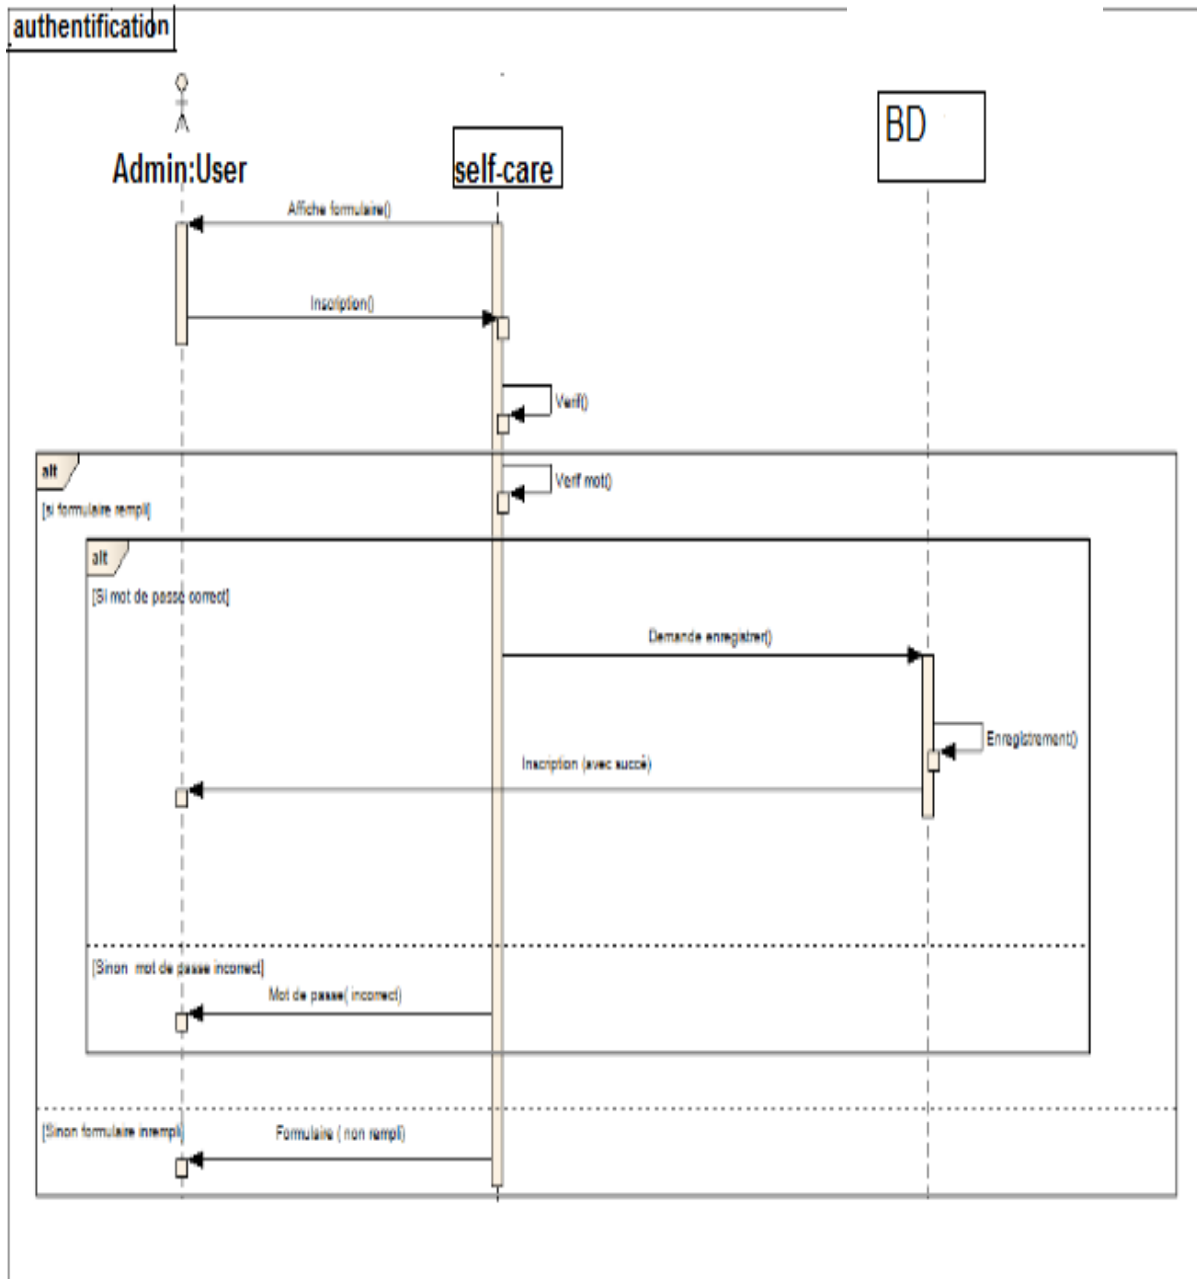 authentification
BD
Admin:User
self-care
Affiche formulaire()
Inscription()
Verif()
alt
Verif mot()
[si formulaire rempli]
alt
[Si mot de passe correct]
Demande enregistrer()
Enregistrement()
Inscription (avec succè)
[Sinon mot de passe incorrect]
Mot de passe( incorrect)
[Sinon formulaire inrempli]
Formulaire ( non rempli)